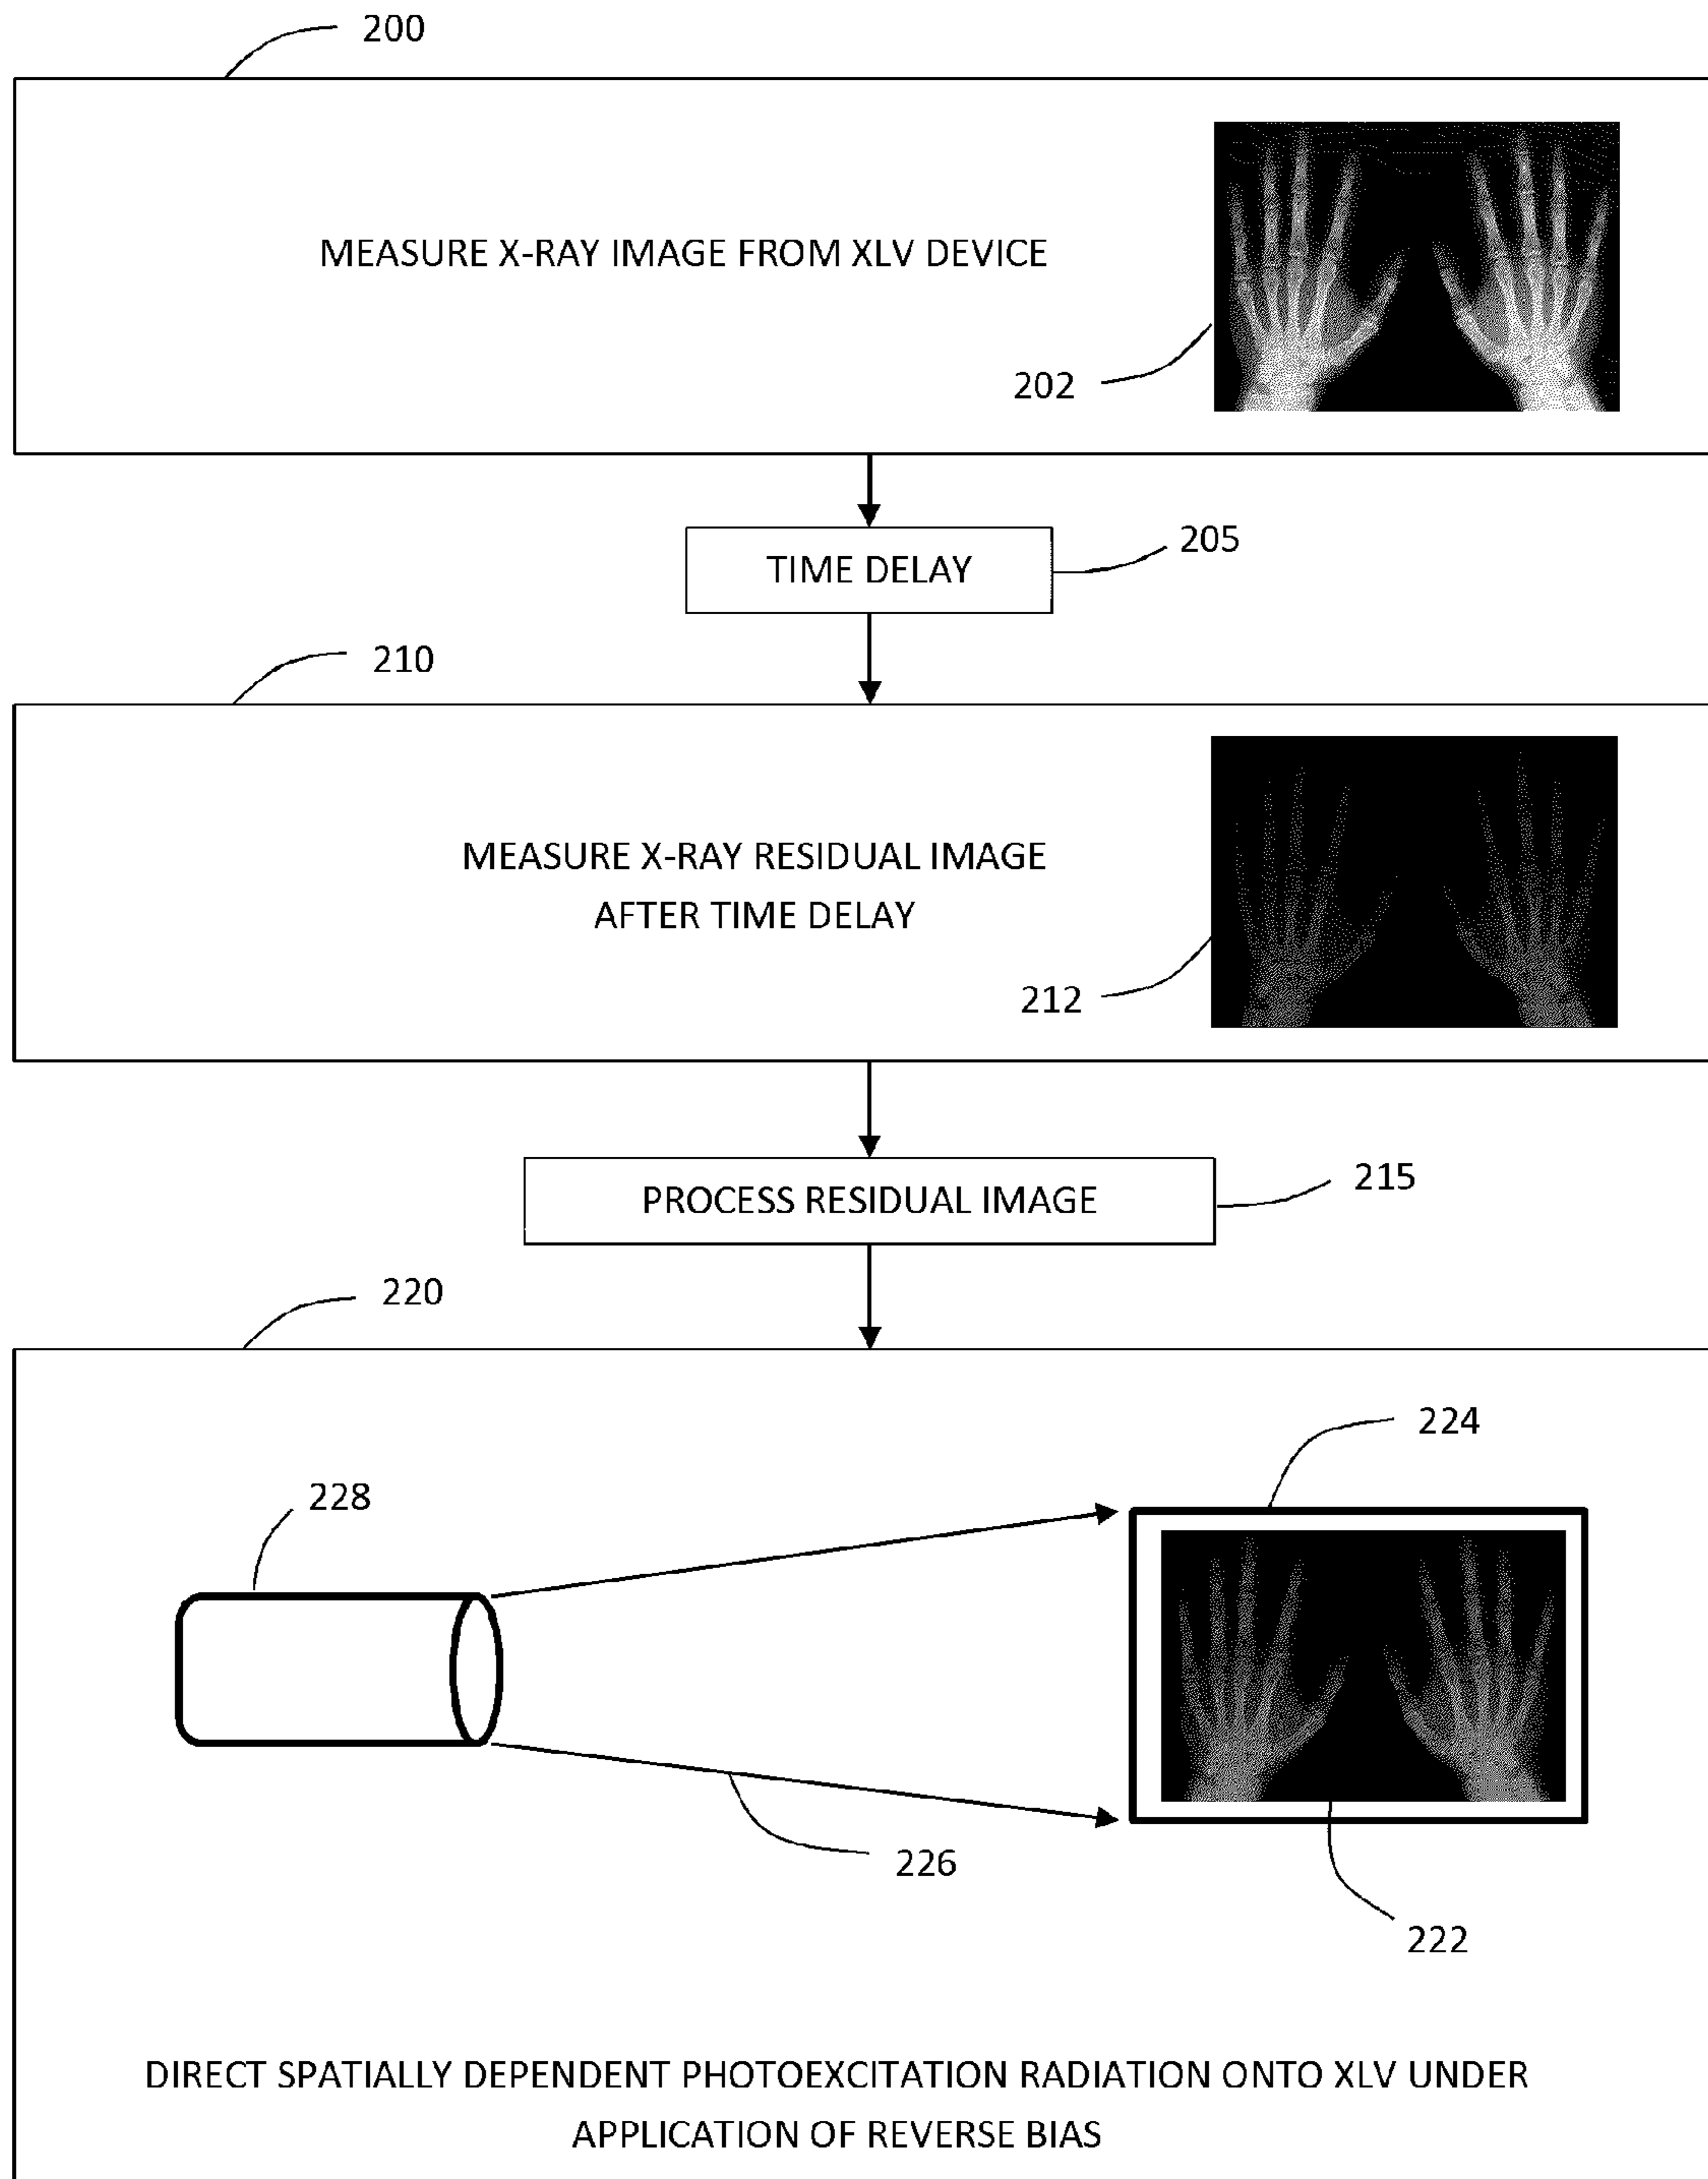 200
MEASURE X-RAY IMAGE FROM XLV DEVICE
202
TIME DELAY
205
210
MEASURE X-RAY RESIDUAL IMAGE
AFTER TIME DELAY
212
PROCESS RESIDUAL IMAGE
215
220
224
228
226
222
DIRECT SPATIALLY DEPENDENT PHOTOEXCITATION RADIATION ONTO XLV UNDER
APPLICATION OF REVERSE BIAS